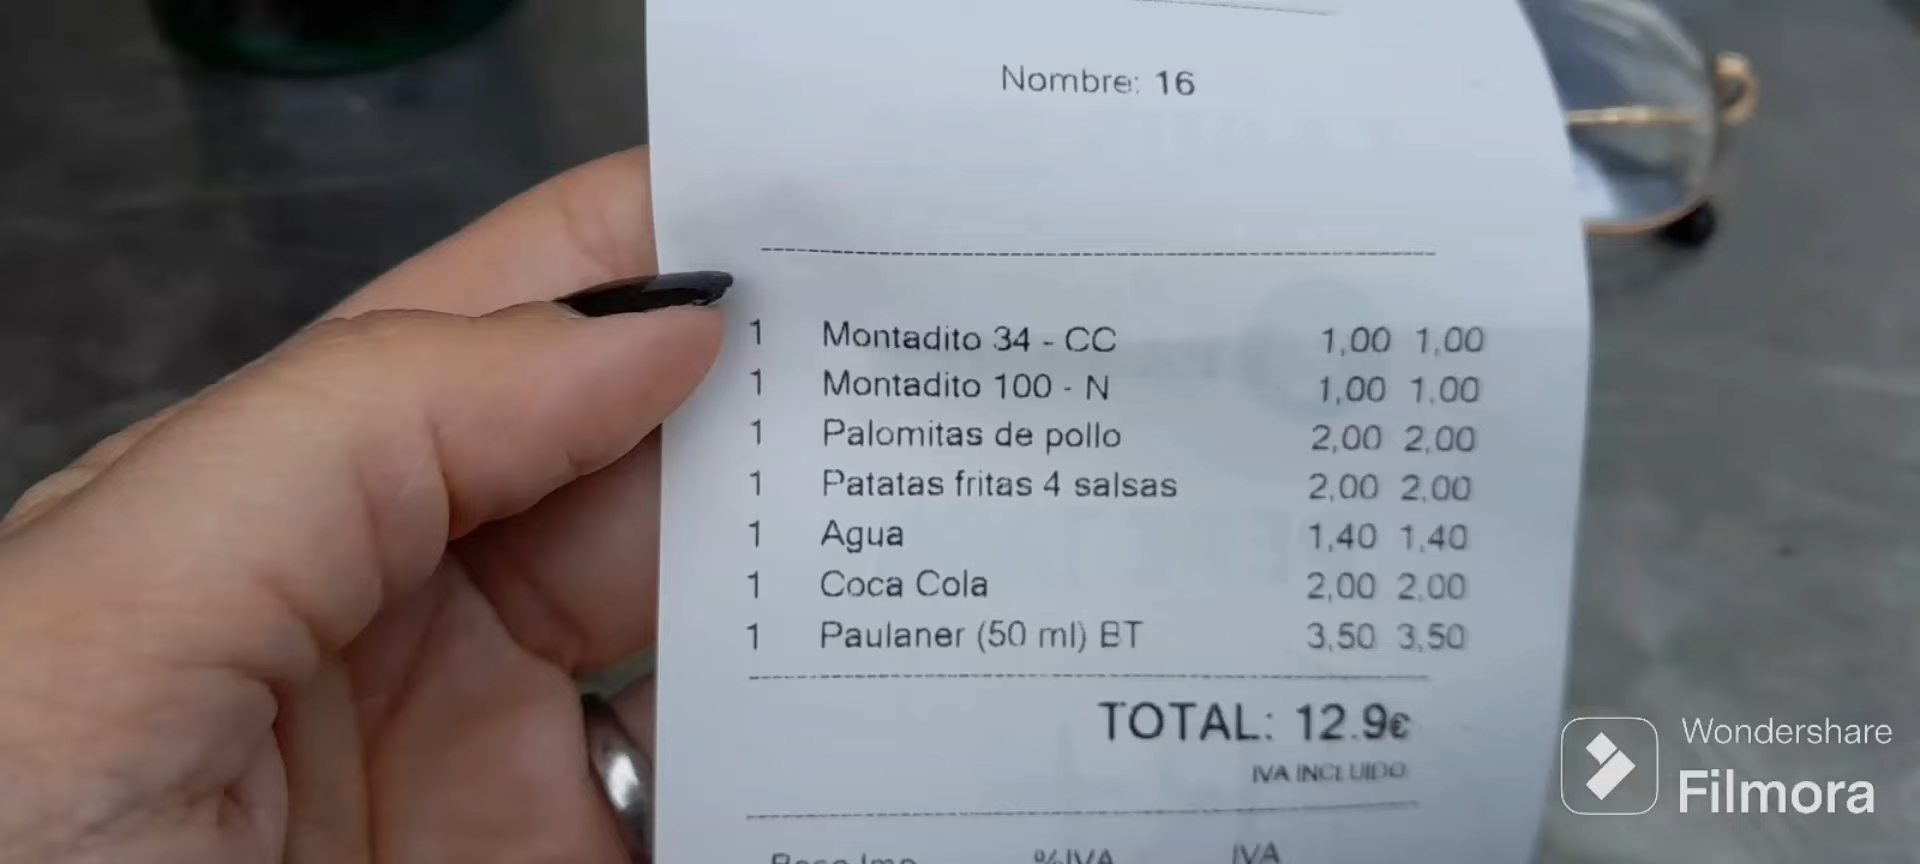 Nombre: 16
1 Montadito 34 - CC 1,00 1,00
1 Montadito 100 - N 1,00 1.00
1 Palomitas de pollo 2,00 2,00
1 Patatas fritas 4 salsas 2,00 2,00
1 Agua 1,40 1,40
1 Coca Cola 2,00 2,00
1 Paulaner (50 ml) BT 3,50 3,50
TOTAL: 12.9€
IVA INCLUIDO
%IVA IVA
Wondershare
Filmora